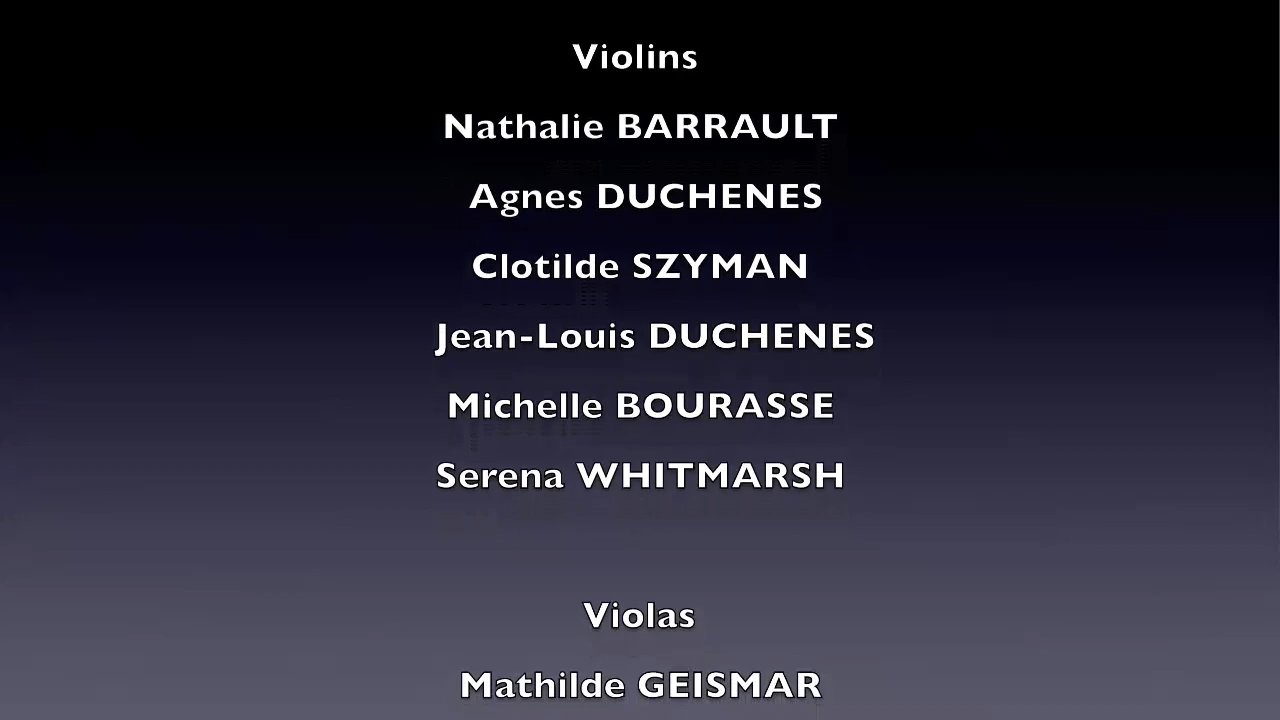 Violins
Nathalie BARRAULT
Agnes DUCHENES
Clotilde SZYMAN
Jean-Louis DUCHENES
Michelle BOURASSE
Serena WHITMARSH
Violas
Mathilde GEISMAR